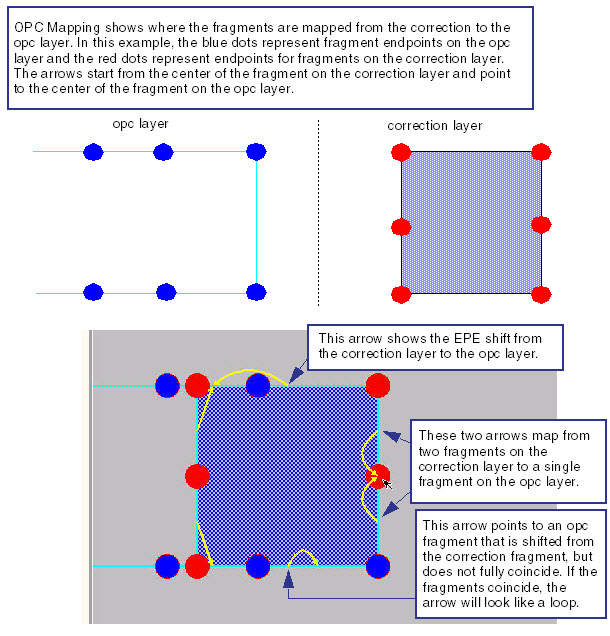 OPC Mapping shows where the fragments are mapped from the correction to the
opc layer. In this example, the blue dots represent fragment endpoints on the opc
layer and the red dots represent endpoints for fragments on the correction layer.
The arrows start from the center of the fragment on the correction layer and point
to the center of the fragment on the opc layer.
opc layer
correction layer
This arrow shows the EPE shift from
the correction layer to the opc layer.
These two arrows map from
two fragments on the
correction layer to a single
fragment on the opc layer.
This arrow points to an opc
fragment that is shifted from
the correction fragment, but
does not fully coincide. If the
fragments coincide, the
arrow will look like a loop.